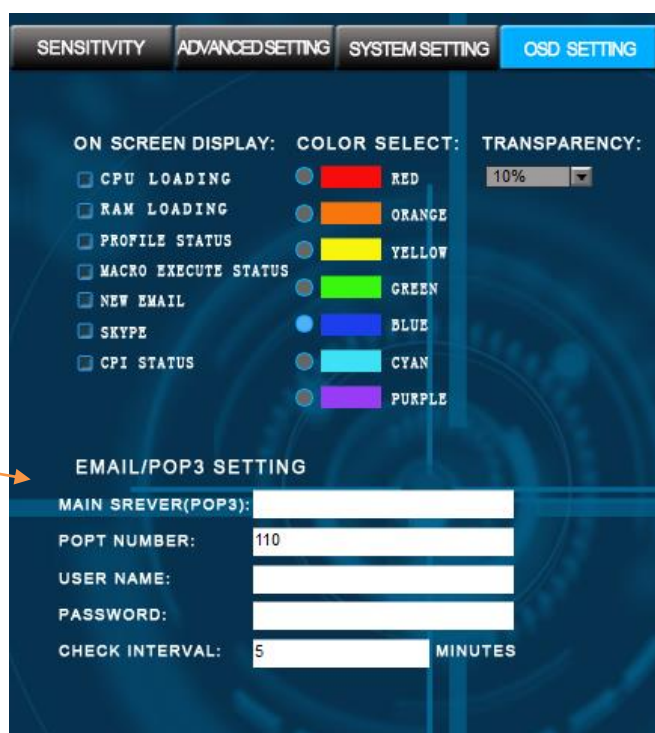 SENSITIVITY
ADVANCED SETTING
SYSTEM SETTING
OSD SETTING
ON SCREEN DISPLAY:
CPU LOADING
RAM LOADING
PROFILE STATUS
MACRO EXECUTE STATUS
NEW EMAIL
SKYPE
CPI STATUS
COLOR SELECT:
RED
ORANGE
YELLOW
GREEN
BLUE
CYAN
PURPLE
TRANSPARENCY:
10%
EMAIL/POP3 SETTING
MAIN SREVER(POP3):
POPT NUMBER: 110
USER NAME:
PASSWORD:
CHECK INTERVAL: 5 MINUTES